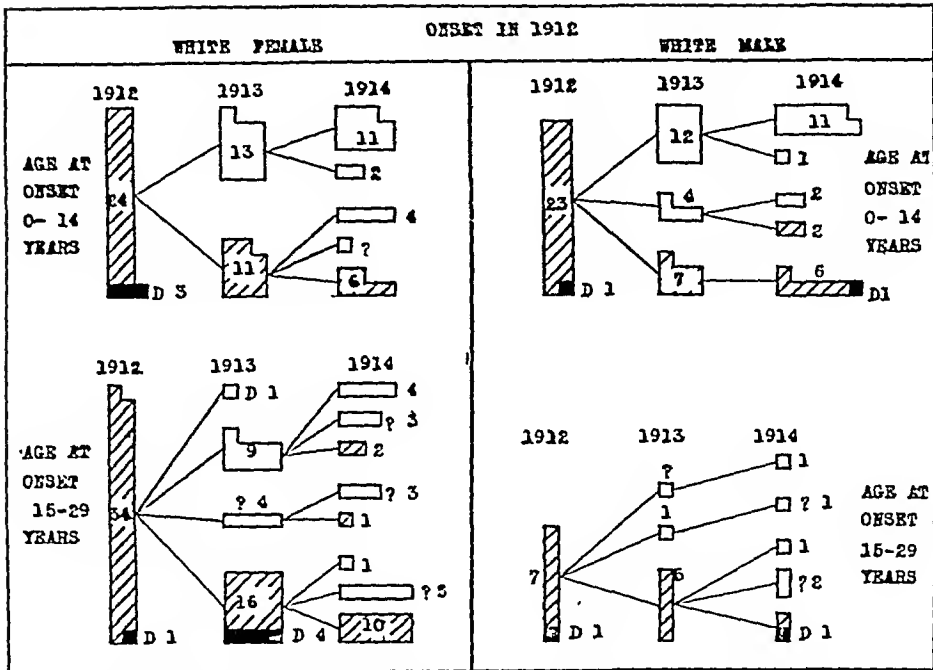 ONSET IN 1912
WHITE FEMALE
WHITE MALE
1912 1913 1914
AGE AT
ONSET
0-14
YEARS
24
D 3
13
11
11
2
4
?
6
1912 1913 1914
23
D 1
12
4
7
11
1
2
2
6
D1
AGE AT
ONSET
0-14
YEARS
1912 1913 1914
AGE AT
ONSET
15-29
YEARS
34
D 1
D 1
9
? 4
16
D 4
4
? 3
2
? 3
1
1
? 5
10
1912 1913 1914
7
D 1
?
1
1
? 1
1
? 2
D 1
AGE AT
ONSET
15-29
YEARS